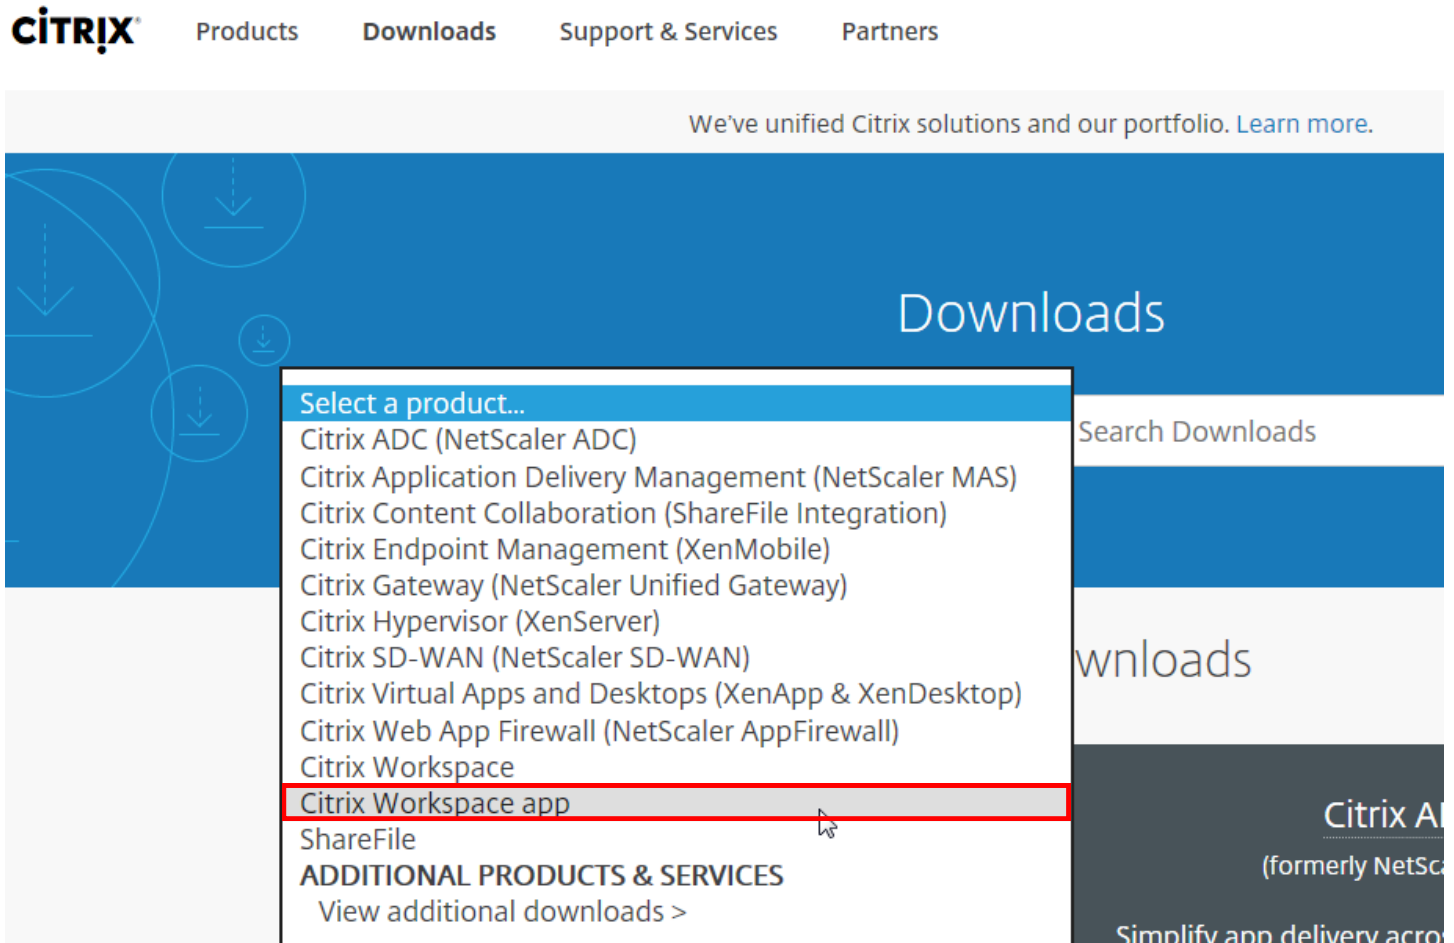 CITRIX Products Downloads Support & Services Partners
We've unified Citrix solutions and our portfolio. Learn more.
Downloads
Select a product...
Citrix ADC (NetScaler ADC)
Citrix Application Delivery Management (NetScaler MAS)
Citrix Content Collaboration (ShareFile Integration)
Citrix Endpoint Management (XenMobile)
Citrix Gateway (NetScaler Unified Gateway)
Citrix Hypervisor (XenServer)
Citrix SD-WAN (NetScaler SD-WAN)
Citrix Virtual Apps and Desktops (XenApp & XenDesktop)
Citrix Web App Firewall (NetScaler AppFirewall)
Citrix Workspace
Citrix Workspace app
ShareFile
ADDITIONAL PRODUCTS & SERVICES
View additional downloads >
Search Downloads
wnloads
Citrix
(formerly
Simplify app delivery